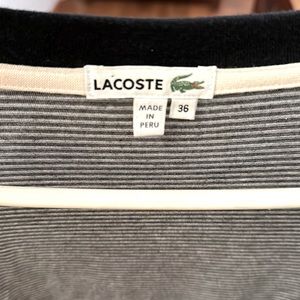 LACOSTE
MADE
IN
PERU
36